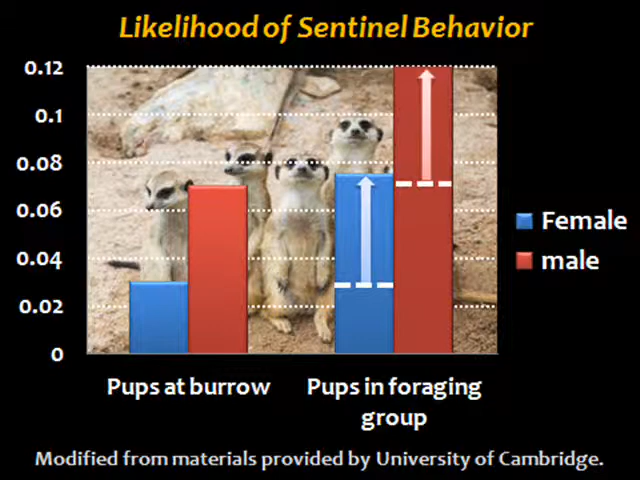 Likelihood of Sentinel Behavior
0.12
0.1
0.08
0.06
0.04
0.02
0
Female
male
Pups at burrow
Pups in foraging
group
Modified from materials provided by University of Cambridge.